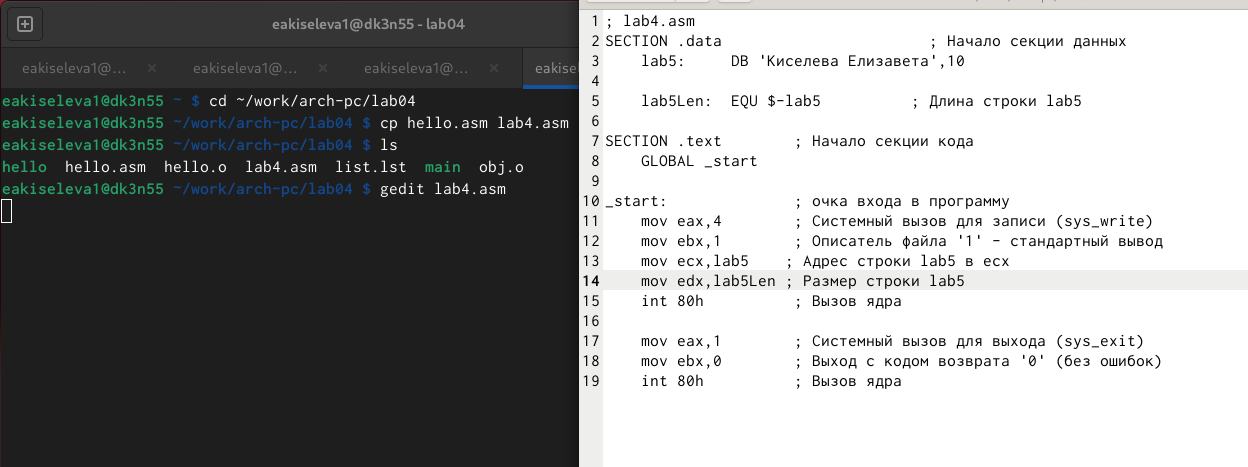 eakiseleva1@dk3n55 - lab04
eakiseleva1@... × eakiseleva1@... × eakiseleva1@... × eakisel
eakiseleva1@dk3n55 ~ $ cd ~/work/arch-pc/lab04
eakiseleva1@dk3n55 ~/work/arch-pc/lab04 $ cp hello.asm lab4.asm
eakiseleva1@dk3n55 ~/work/arch-pc/lab04 $ ls
hello hello.asm hello.o lab4.asm list.lst main obj.o
eakiseleva1@dk3n55 ~/work/arch-pc/lab04 $ gedit lab4.asm
1 ; lab4.asm
2 SECTION .data ; Начало секции данных
3 lab5: DB 'Киселева Елизавета',10
4
5 lab5Len: EQU $-lab5 ; Длина строки lab5
6
7 SECTION .text ; Начало секции кода
8 GLOBAL _start
9
10 _start: ; очка входа в программу
11 mov eax,4 ; Системный вызов для записи (sys_write)
12 mov ebx,1 ; Описатель файла '1' - стандартный вывод
13 mov ecx,lab5 ; Адрес строки lab5 в ecx
14 mov edx,lab5Len ; Размер строки lab5
15 int 80h ; Вызов ядра
16
17 mov eax,1 ; Системный вызов для выхода (sys_exit)
18 mov ebx,0 ; Выход с кодом возврата '0' (без ошибок)
19 int 80h ; Вызов ядра